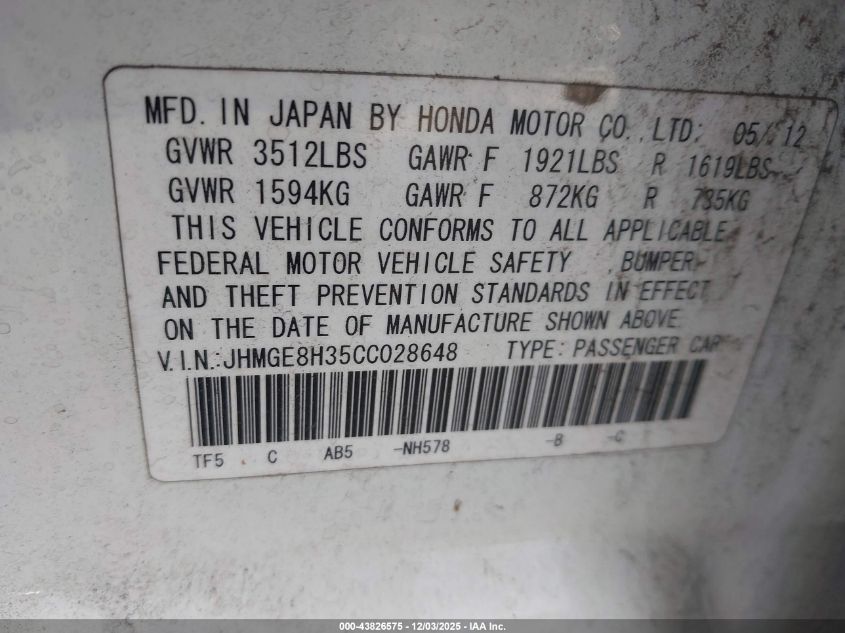 MFD. IN JAPAN BY HONDA MOTOR CO., LTD. 05/12
GVWR 3512LBS GAWR F 1921LBS R 1619LBS
GVWR 1594KG GAWR F 872KG R 735KG
THIS VEHICLE CONFORMS TO ALL APPLICABLE
FEDERAL MOTOR VEHICLE SAFETY , BUMPER
AND THEFT PREVENTION STANDARDS IN EFFECT
ON THE DATE OF MANUFACTURE SHOWN ABOVE.
V.I.N.:JHMGE8H35CC028648 TYPE: PASSENGER CAR
TF5 C AB5 -NH578 -B -C
000-43826575 - 12/03/2025 - IAA Inc.